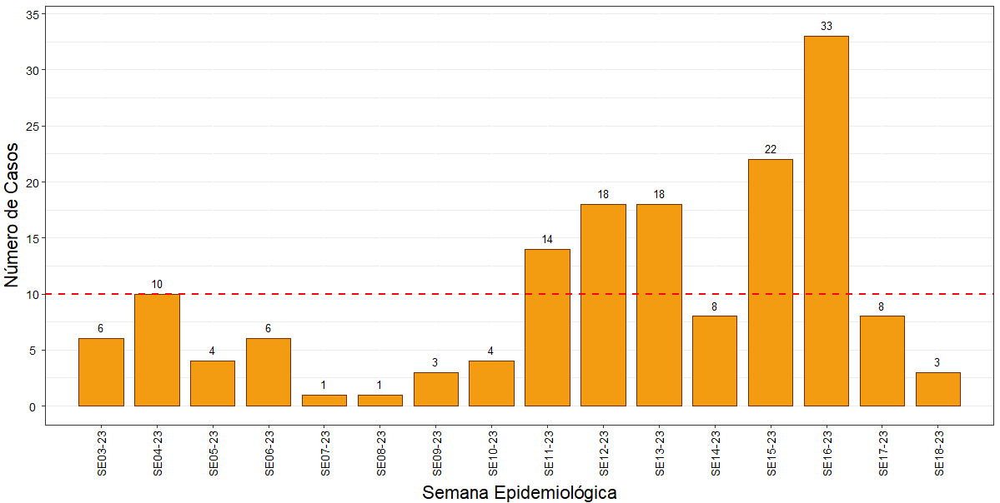 Número de Casos
35
30
25
20
15
10
5
0
6
10
4
6
1
1
3
4
14
18
18
8
22
33
8
3
SE03-23
SE04-23
SE05-23
SE06-23
SE07-23
SE08-23
SE09-23
SE10-23
SE11-23
SE12-23
SE13-23
SE14-23
SE15-23
SE16-23
SE17-23
SE18-23
Semana Epidemiológica